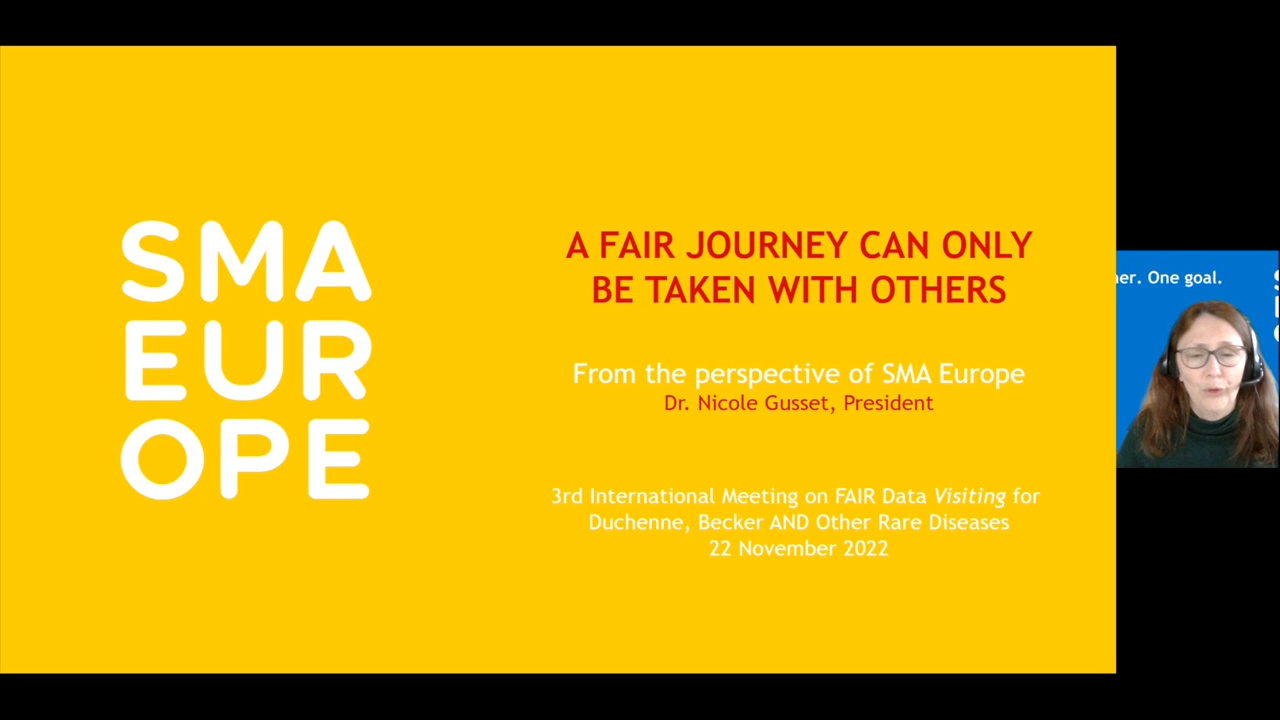 SMA
EUR
OPE
A FAIR JOURNEY CAN ONLY
BE TAKEN WITH OTHERS
From the perspective of SMA Europe
Dr. Nicole Gusset, President
3rd International Meeting on FAIR Data Visiting for
Duchenne, Becker AND Other Rare Diseases
22 November 2022
One goal.